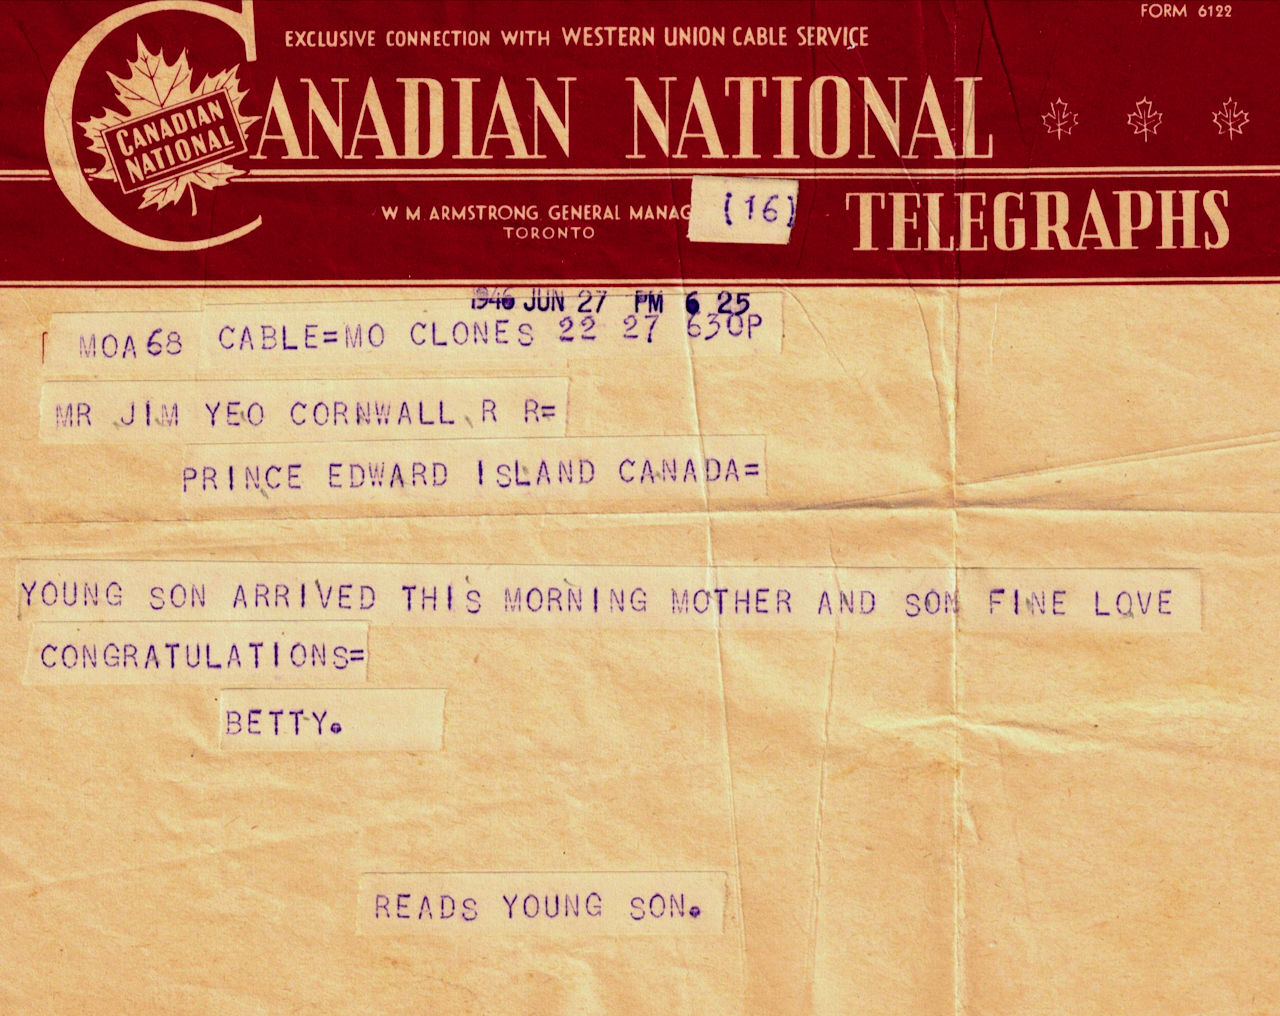 FORM 6122
EXCLUSIVE CONNECTION WITH WESTERN UNION CABLE SERVICE
CANADIAN NATIONAL
CANADIAN
NATIONAL
TELEGRAPHS
W. M. ARMSTRONG, GENERAL MANAG
TORONTO
(16)
1946 JUN 27 PM 6 25
MOA68 CABLE=MO CLONES 22 27 630P
MR JIM YEO CORNWALL R R=
PRINCE EDWARD ISLAND CANADA=
YOUNG SON ARRIVED THIS MORNING MOTHER AND SON FINE LOVE
CONGRATULATIONS=
BETTY.
READS YOUNG SON.